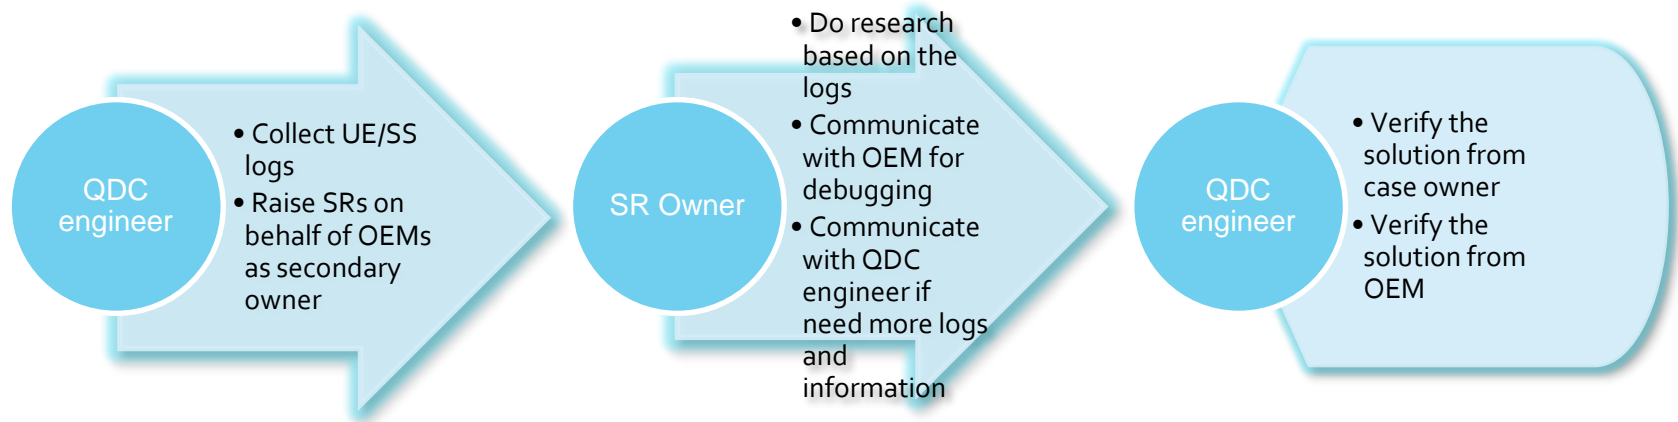 QDC
engineer
• Collect UE/SS
logs
• Raise SRs on
behalf of OEMs
as secondary
owner
SR Owner
• Do research
based on the
logs
• Communicate
with OEM for
debugging
• Communicate
with QDC
engineer if
need more logs
and
information
QDC
engineer
• Verify the
solution from
case owner
• Verify the
solution from
OEM